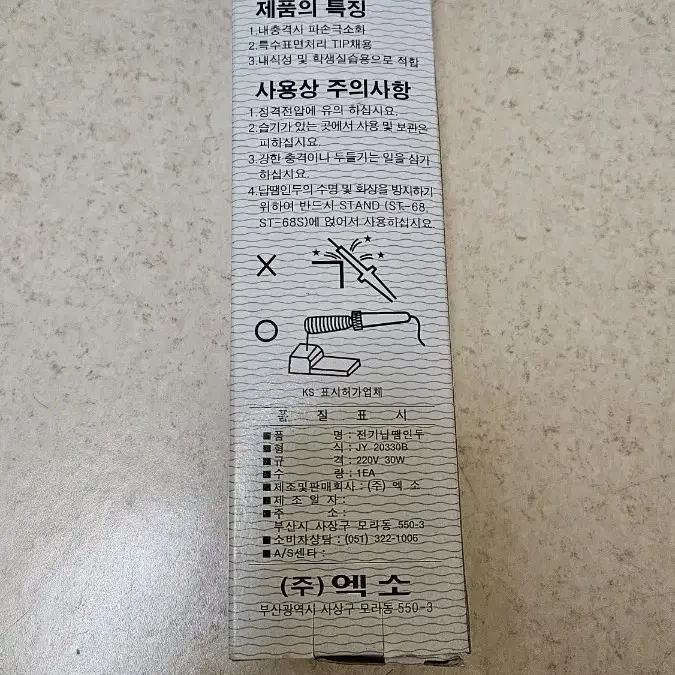 제품의 특징
1.내충격사 파손극소화
2.특수표면처리 TIP채용
3.내식성 및 학생실습용으로 적합
사용상 주의사항
1.정격전압에 유의 하십시요.
2.습기가 있는 곳에서 사용 및 보관은
피하십시요.
3.강한 충격이나 두들기는 일을 삼가
하십시요.
4.납땜인두의 수명 및 화상을 방지하기
위하여 반드시 STAND (ST-68,
ST-68S)에 얹어서 사용하십시요
KS 표시허가업체
품 질 표 시
■품 명 : 전기납땜인두
■형 식 : JY 20330B
■규 격 : 220V 30W
■수 량 : 1EA
■제조및판매회사 : (주) 엑 소
■제 조 일 자 :
■주 소 :
부산시 사상구 모라동 550-3
■소비자상담 : (051) 322-1006
■A/S센타 :
(주) 엑 소
부산광역시 사상구 모라동 550-3